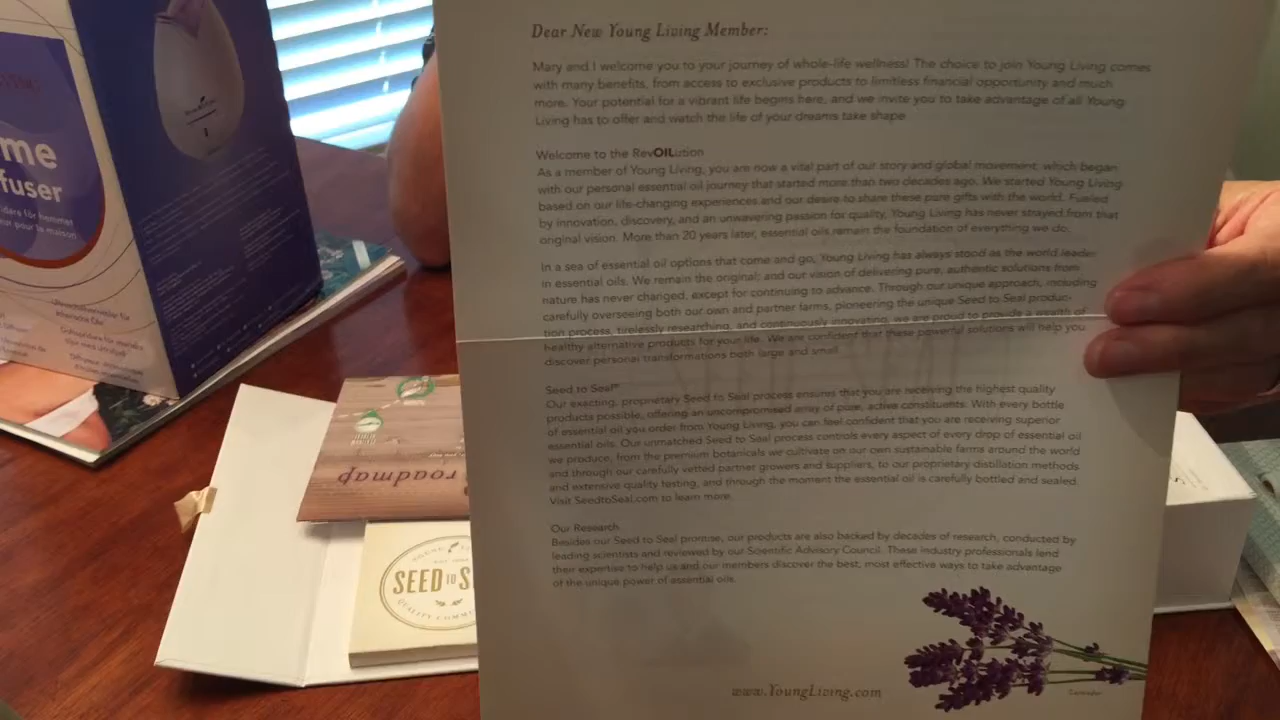 Dear New Young Living Member:
Mary and I welcome you to your journey of whole-life wellness! The choice to join Young Living comes
with many benefits, from access to exclusive products to limitless financial opportunity and much
more. Your potential for a vibrant life begins here, and we invite you to take advantage of all Young
Living has to offer and watch the life of your dreams take shape.
Welcome to the RevOILution
As a member of Young Living, you are now a vital part of our story and global movement, which began
with our personal essential oil journey that started more than two decades ago. We started Young Living
based on our life-changing experiences and our desire to share these pure gifts with the world. Fueled
by innovation, discovery, and an unwavering passion for quality, Young Living has never strayed from that
original vision. More than 20 years later, essential oils remain the foundation of everything we do.
In a sea of essential oil options that come and go, Young Living has always stood as the world leader
in essential oils. We remain the original; and our vision of delivering pure, authentic solutions from
nature has never changed, except for continuing to advance. Through our unique approach, including
carefully overseeing both our own and partner farms, pioneering the unique Seed to Seal produc-
tion process, tirelessly researching, and continuously innovating, we are proud to provide a wealth of
healthy alternative products for your life. We are confident that these powerful solutions will help you
discover personal transformations both large and small.
Seed to Seal®
Our exacting, proprietary Seed to Seal process ensures that you are receiving the highest quality
products possible, offering an uncompromised array of pure, active constituents. With every bottle
of essential oil you order from Young Living, you can feel confident that you are receiving superior
essential oils. Our unmatched Seed to Seal process controls every aspect of every drop of essential oil
we produce, from the premium botanicals we cultivate on our own sustainable farms around the world
and through our carefully vetted partner growers and suppliers, to our proprietary distillation methods
and extensive quality testing, and through the moment the essential oil is carefully bottled and sealed.
Visit SeedtoSeal.com to learn more.
Our Research
Besides our Seed to Seal promise, our products are also backed by decades of research, conducted by
leading scientists and reviewed by our Scientific Advisory Council. These industry professionals lend
their expertise to help us and our members discover the best, most effective ways to take advantage
of the unique power of essential oils.
www.YoungLiving.com
Lavender
me
fuser
roadmap
SEED TO S
QUALITY COMM